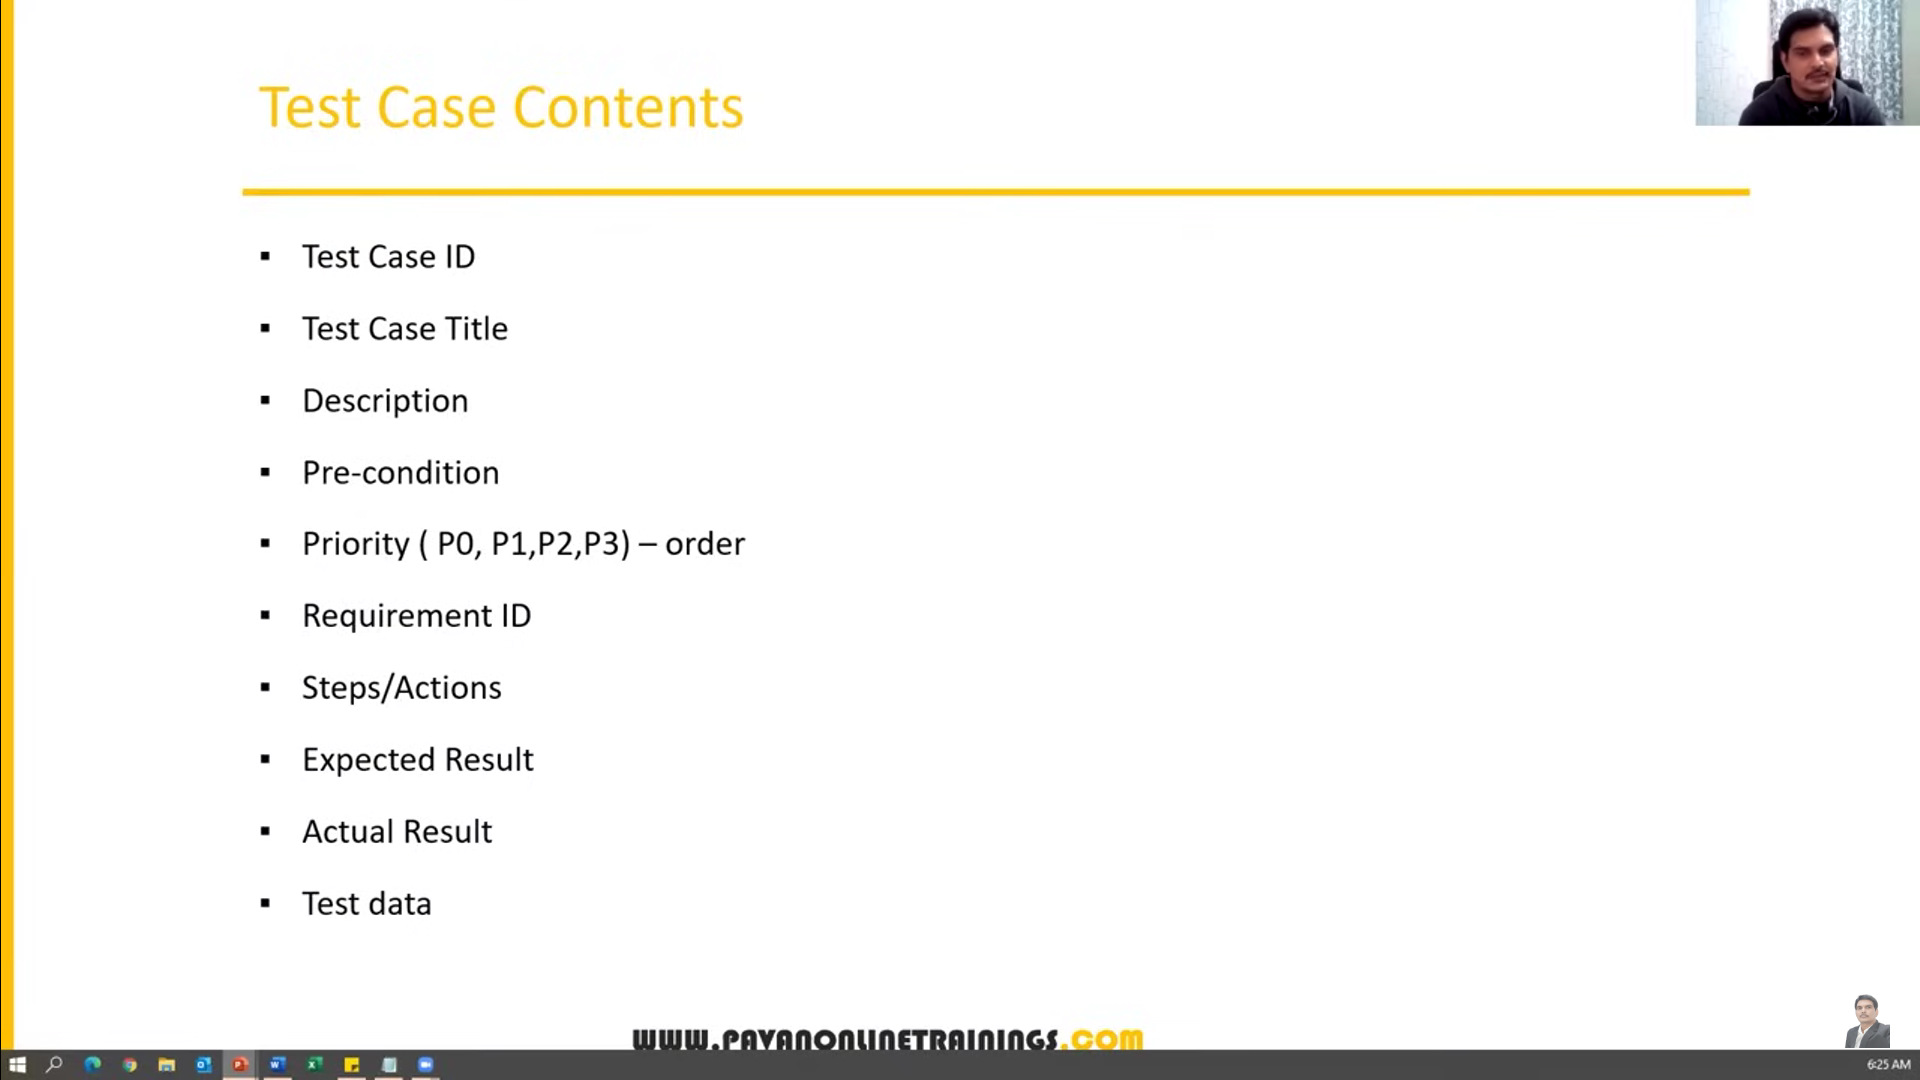 Test Case Contents
▪ Test Case ID
▪ Test Case Title
▪ Description
▪ Pre-condition
▪ Priority ( P0, P1,P2,P3) – order
▪ Requirement ID
▪ Steps/Actions
▪ Expected Result
▪ Actual Result
▪ Test data
WWW.PAVANONLINETRAININGS.COM
6:25 AM